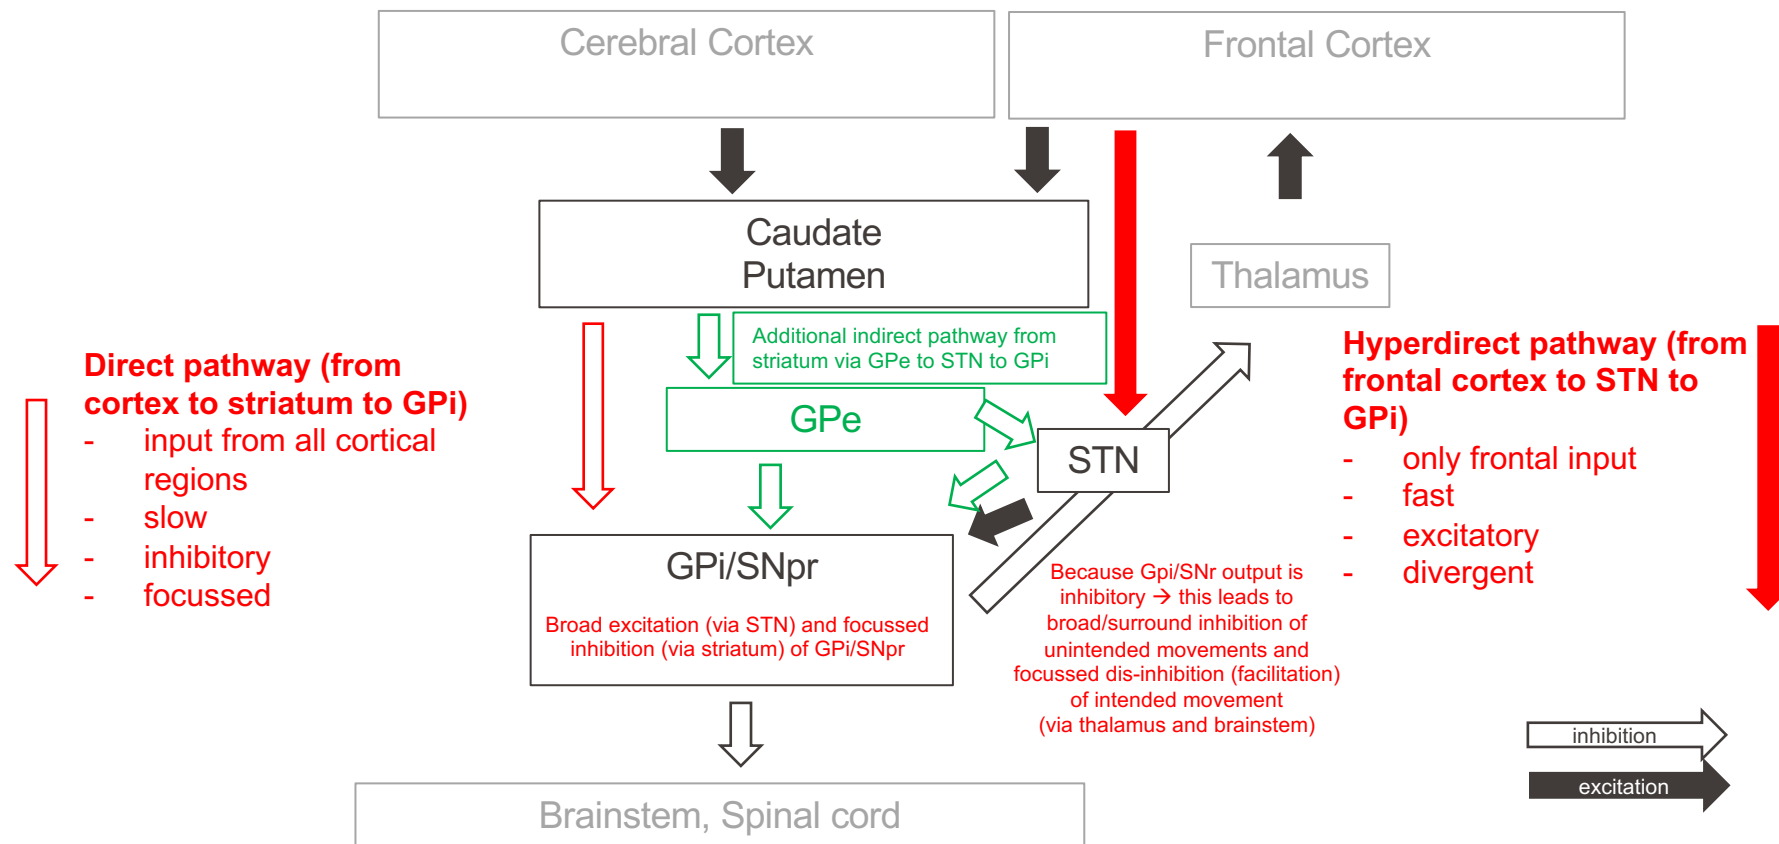 Cerebral Cortex
Frontal Cortex
Caudate
Putamen
Thalamus
Additional indirect pathway from
striatum via GPe to STN to GPi
Direct pathway (from
cortex to striatum to GPi)
- input from all cortical
regions
- slow
- inhibitory
- focussed
Hyperdirect pathway (from
frontal cortex to STN to
GPi)
- only frontal input
- fast
- excitatory
- divergent
GPe
STN
GPi/SNpr
Broad excitation (via STN) and focussed
inhibition (via striatum) of GPi/SNpr
Because Gpi/SNr output is
inhibitory → this leads to
broad/surround inhibition of
unintended movements and
focussed dis-inhibition (facilitation)
of intended movement
(via thalamus and brainstem)
inhibition
excitation
Brainstem, Spinal cord